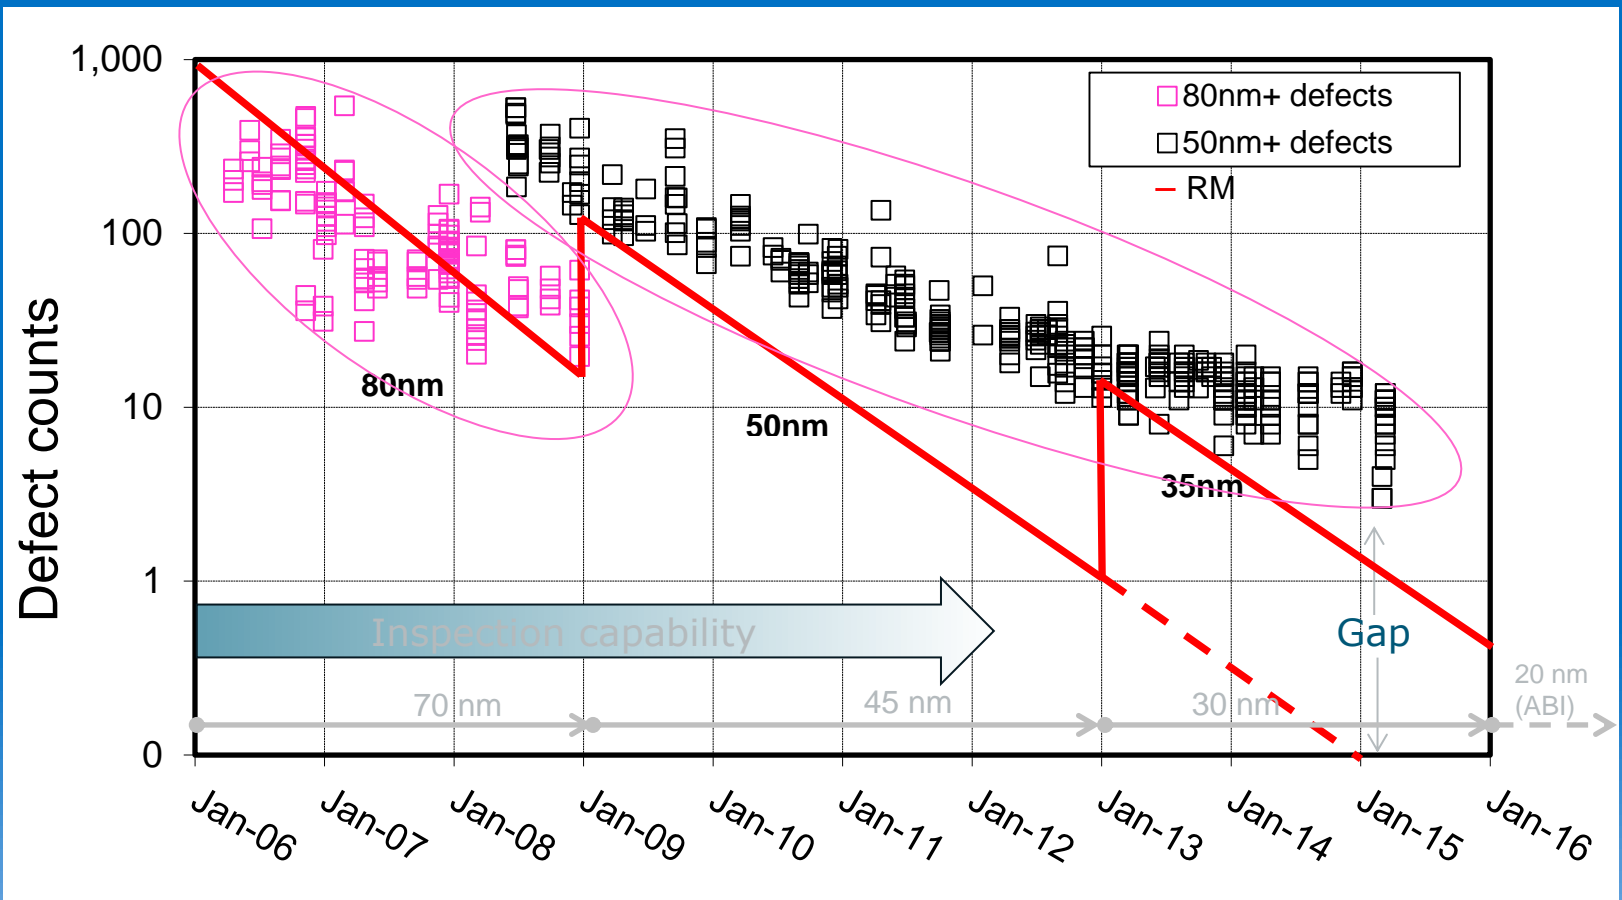 1,000
100
10
1
0
Defect counts
80nm+ defects
50nm+ defects
RM
80nm
50nm
35nm
Inspection capability
Gap
70 nm
45 nm
30 nm
20 nm
(ABI)
Jan-06
Jan-07
Jan-08
Jan-09
Jan-10
Jan-11
Jan-12
Jan-13
Jan-14
Jan-15
Jan-16